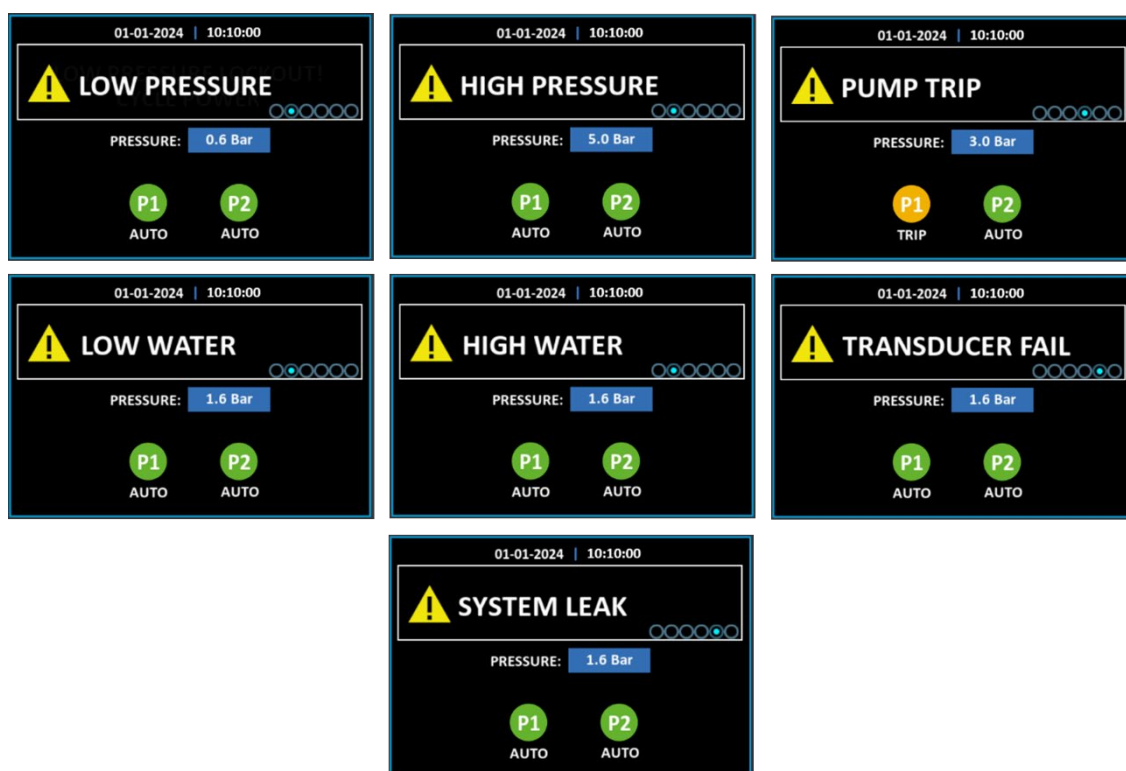 01-01-2024 | 10:10:00
LOW PRESSURE LOCKOUT!
CYCLE POWER
LOW PRESSURE
PRESSURE: 0.6 Bar
P1 P2
AUTO AUTO
01-01-2024 | 10:10:00
HIGH PRESSURE
PRESSURE: 5.0 Bar
P1 P2
AUTO AUTO
01-01-2024 | 10:10:00
PUMP TRIP
PRESSURE: 3.0 Bar
P1 P2
TRIP AUTO
01-01-2024 | 10:10:00
LOW WATER
PRESSURE: 1.6 Bar
P1 P2
AUTO AUTO
01-01-2024 | 10:10:00
HIGH WATER
PRESSURE: 1.6 Bar
P1 P2
AUTO AUTO
01-01-2024 | 10:10:00
TRANSDUCER FAIL
PRESSURE: 1.6 Bar
P1 P2
AUTO AUTO
01-01-2024 | 10:10:00
SYSTEM LEAK
PRESSURE: 1.6 Bar
P1 P2
AUTO AUTO